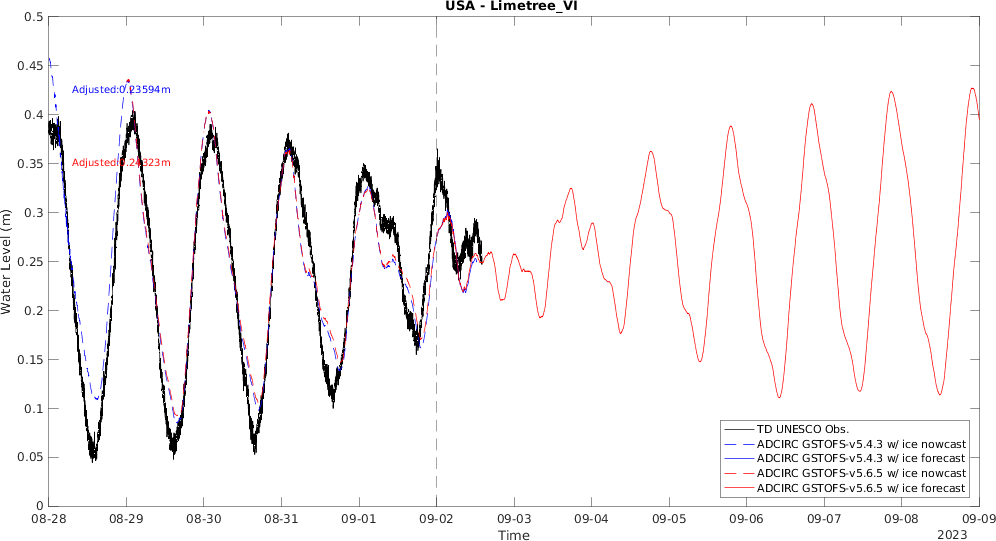 USA - Limetree_VI
0.5
0.45
0.4
0.35
0.3
0.25
0.2
0.15
0.1
0.05
0
Water Level (m)
Adjusted:0.23594m
Adjusted:0.24323m
TD UNESCO Obs.
ADCIRC GSTOFS-v5.4.3 w/ ice nowcast
ADCIRC GSTOFS-v5.4.3 w/ ice forecast
ADCIRC GSTOFS-v5.6.5 w/ ice nowcast
ADCIRC GSTOFS-v5.6.5 w/ ice forecast
08-28 08-29 08-30 08-31 09-01 09-02 09-03 09-04 09-05 09-06 09-07 09-08 09-09
Time
2023